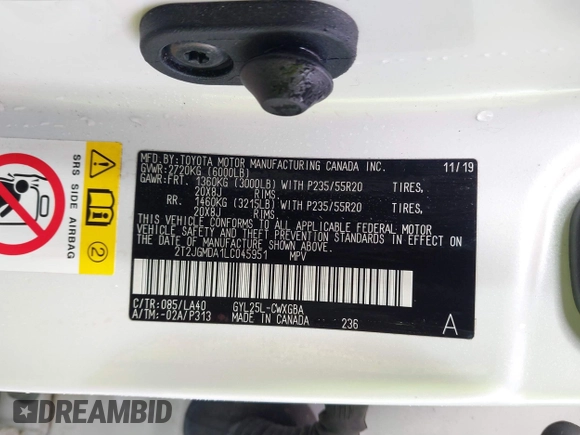 SRS SIDE AIRBAG
2
MFD.BY:TOYOTA MOTOR MANUFACTURING CANADA INC. 11/19
GVWR:2720KG (6000LB)
GAWR:FRT. 1360KG (3000LB) WITH P235/55R20 TIRES,
20X8J RIMS.
RR. 1460KG (3215LB) WITH P235/55R20 TIRES,
20X8J RIMS.
THIS VEHICLE CONFORMS TO ALL APPLICABLE FEDERAL MOTOR
VEHICLE SAFETY AND THEFT PREVENTION STANDARDS IN EFFECT
ON THE DATE OF MANUFACTURE SHOWN ABOVE.
2T2JGMDA1LC045951 MPV
C/TR:085/LA40 GYL25L-CWXGBA
A/TM:-02A/P313 MADE IN CANADA 236 A
DREAMBID